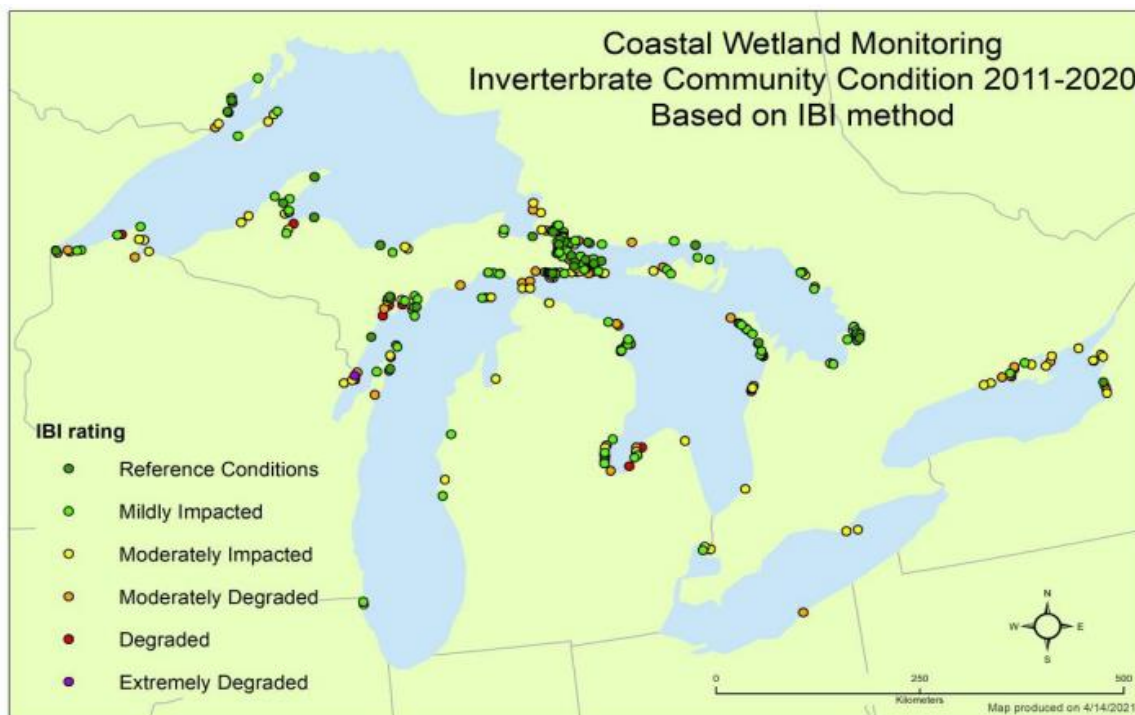 Coastal Wetland Monitoring
Inverterbrate Community Condition 2011-2020
Based on IBI method
IBI rating
Reference Conditions
Mildly Impacted
Moderately Impacted
Moderately Degraded
Degraded
Extremely Degraded
N
W E
S
0 250 500
Kilometers
Map produced on 4/14/2021